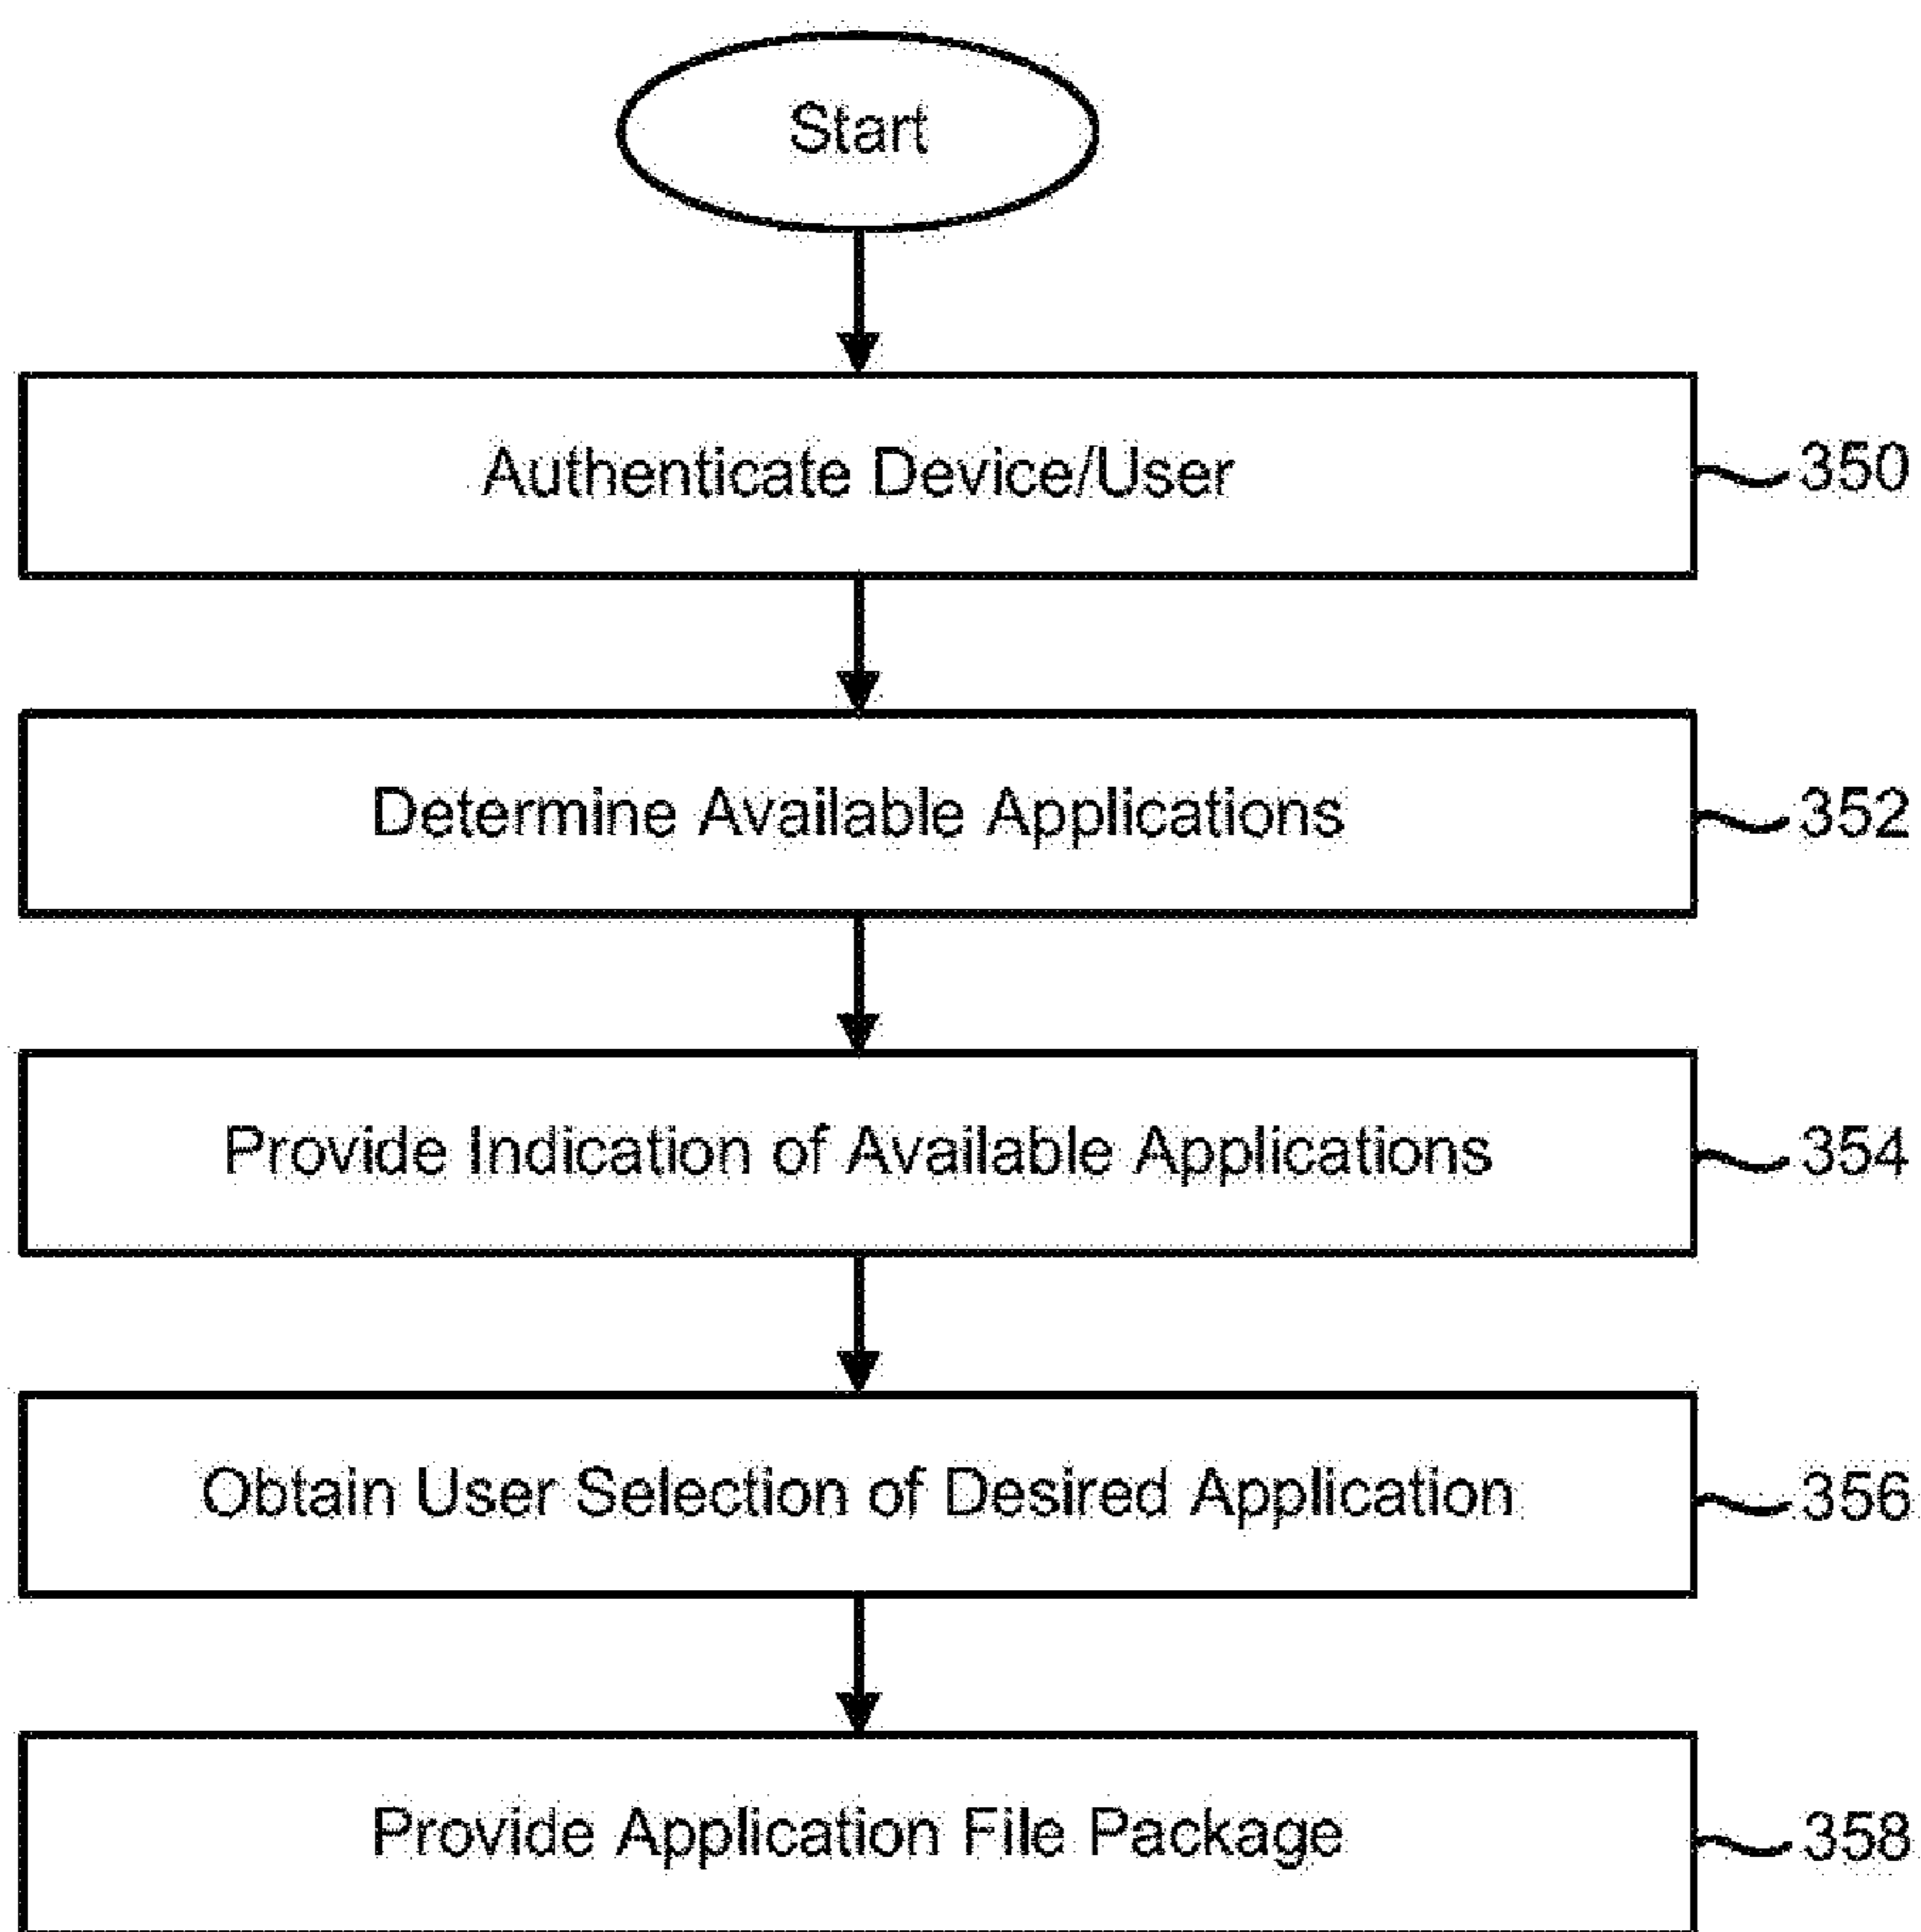 Start
Authenticate Device/User
350
Determine Available Applications
352
Provide Indication of Available Applications
354
Obtain User Selection of Desired Application
356
Provide Application File Package
358